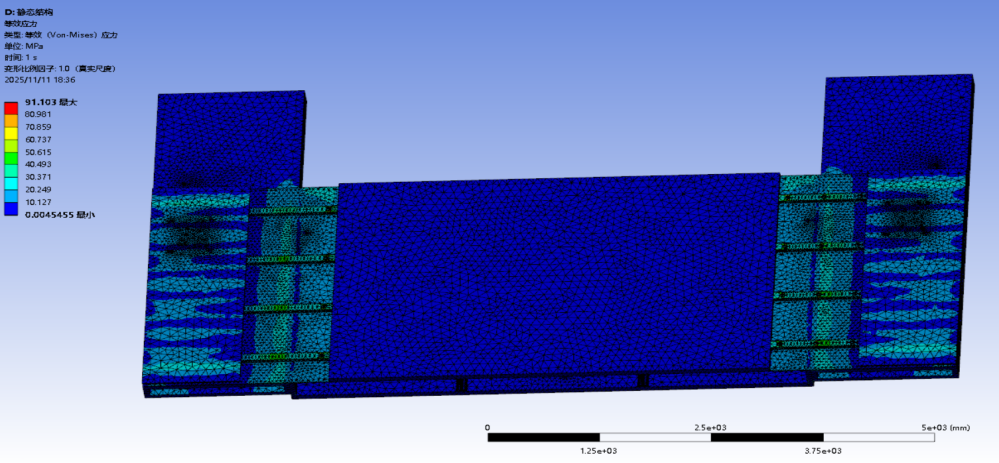 D: 静态结构
等效应力
类型: 等效（Von-Mises）应力
单位: MPa
时间: 1 s
变形比例因子: 1.0（真实尺度）
2025/11/11 18:36
91.103 最大
80.981
70.859
60.737
50.615
40.493
30.371
20.249
10.127
0.0045455 最小
0 2.5e+03 5e+03 (mm)
1.25e+03 3.75e+03